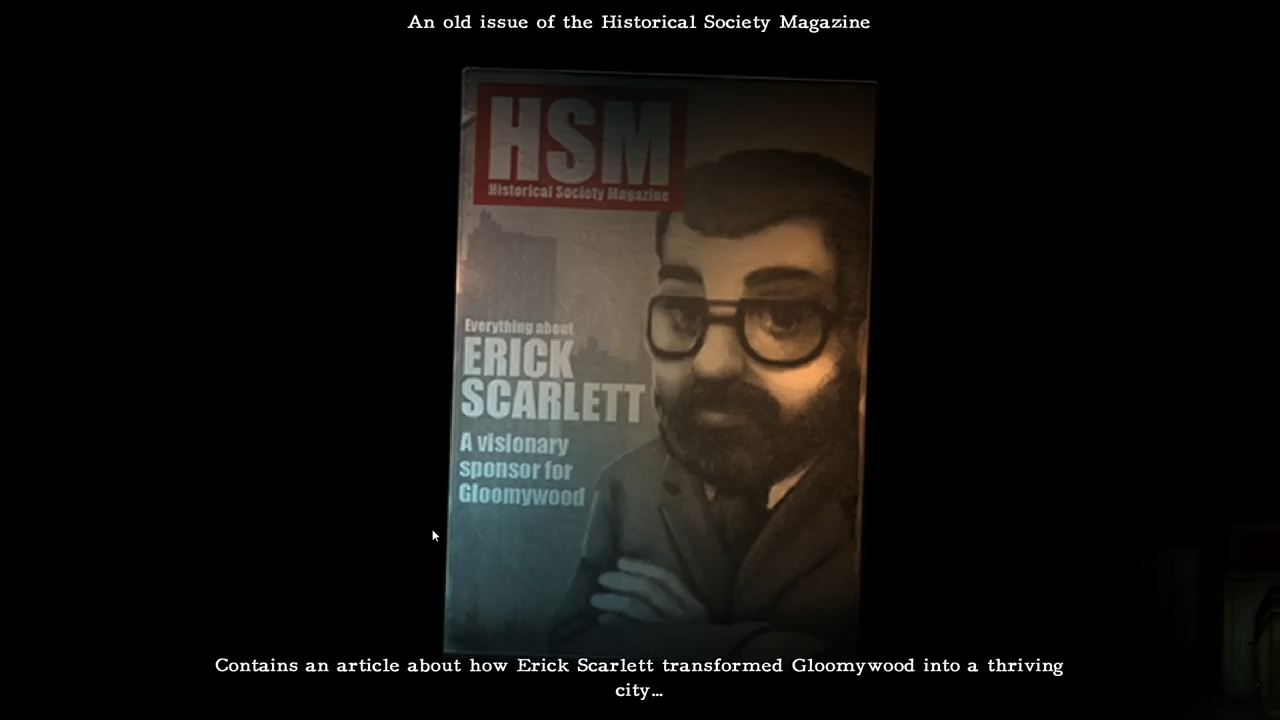 An old issue of the Historical Society Magazine
HSM
Historical Society Magazine
Everything about
ERICK
SCARLETT
A visionary
sponsor for
Gloomywood
Contains an article about how Erick Scarlett transformed Gloomywood into a thriving
city...